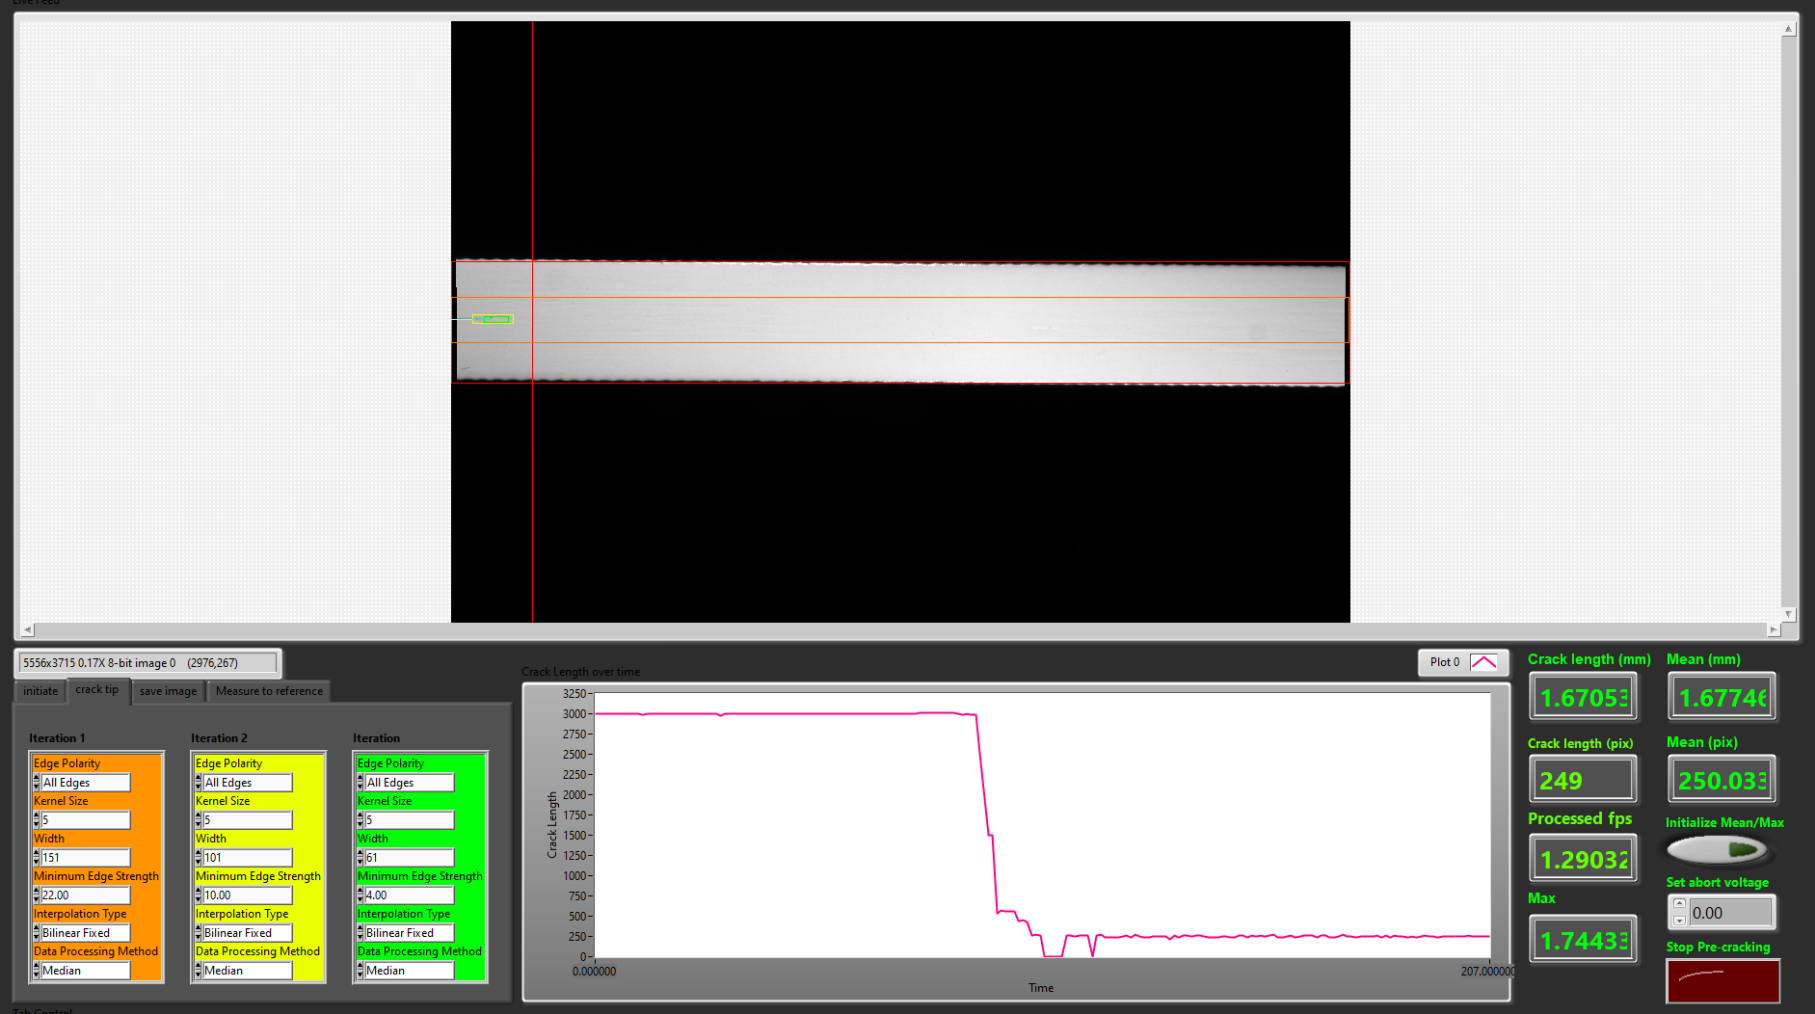 Live Feed
5556x3715 0.17X 8-bit image 0 (2976,267)
initiate crack tip save image Measure to reference
Iteration 1
Edge Polarity
All Edges
Kernel Size
5
Width
151
Minimum Edge Strength
22.00
Interpolation Type
Bilinear Fixed
Data Processing Method
Median
Iteration 2
Edge Polarity
All Edges
Kernel Size
5
Width
101
Minimum Edge Strength
10.00
Interpolation Type
Bilinear Fixed
Data Processing Method
Median
Iteration
Edge Polarity
All Edges
Kernel Size
5
Width
61
Minimum Edge Strength
4.00
Interpolation Type
Bilinear Fixed
Data Processing Method
Median
Tab Control
Crack Length over time
Plot 0
Crack Length
3250
3000
2750
2500
2250
2000
1750
1500
1250
1000
750
500
250
0
0.000000 207.000000
Time
Crack length (mm)
1.67053
Mean (mm)
1.67746
Crack length (pix)
249
Mean (pix)
250.033
Processed fps
1.29032
Initialize Mean/Max
Max
1.74433
Set abort voltage
0.00
Stop Pre-cracking